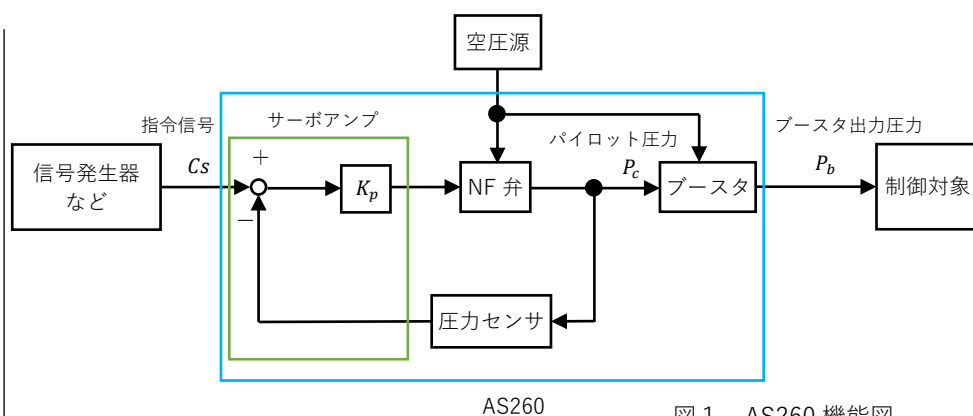 空圧源
指令信号
サーボアンプ
パイロット圧力
ブースタ出力圧力
信号発生器
など
Cs
+
−
K_p
NF 弁
P_c
ブースタ
P_b
制御対象
圧力センサ
AS260
図1 AS260 機能図